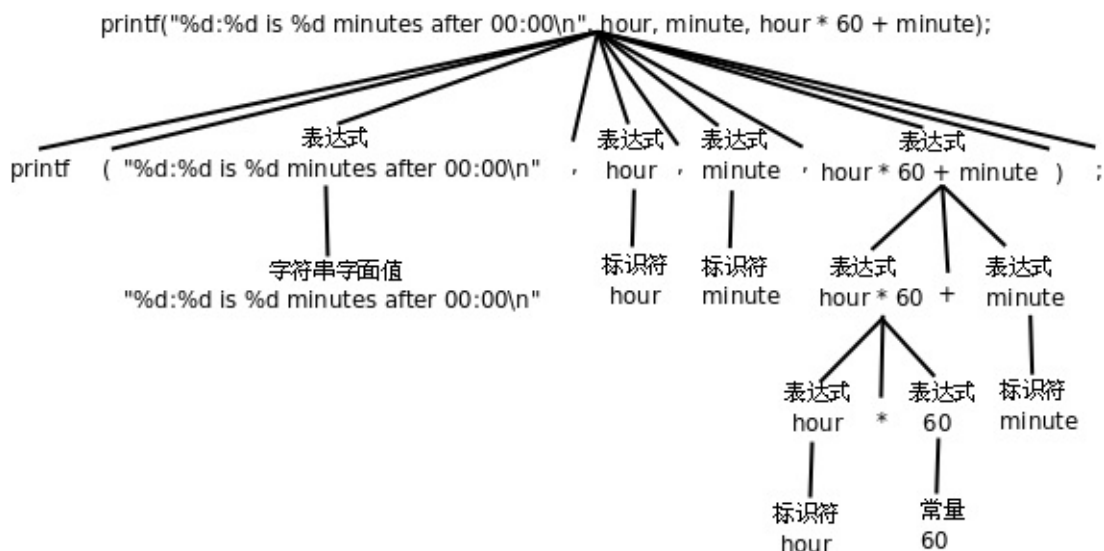 printf("%d:%d is %d minutes after 00:00\n", hour, minute, hour * 60 + minute);
表达式 表达式 表达式 表达式
printf ( "%d:%d is %d minutes after 00:00\n" , hour , minute , hour * 60 + minute ) ;
字符串字面值 标识符 标识符 表达式 表达式
"%d:%d is %d minutes after 00:00\n" hour minute hour * 60 + minute
表达式 表达式 标识符
hour * 60 minute
标识符 常量
hour 60